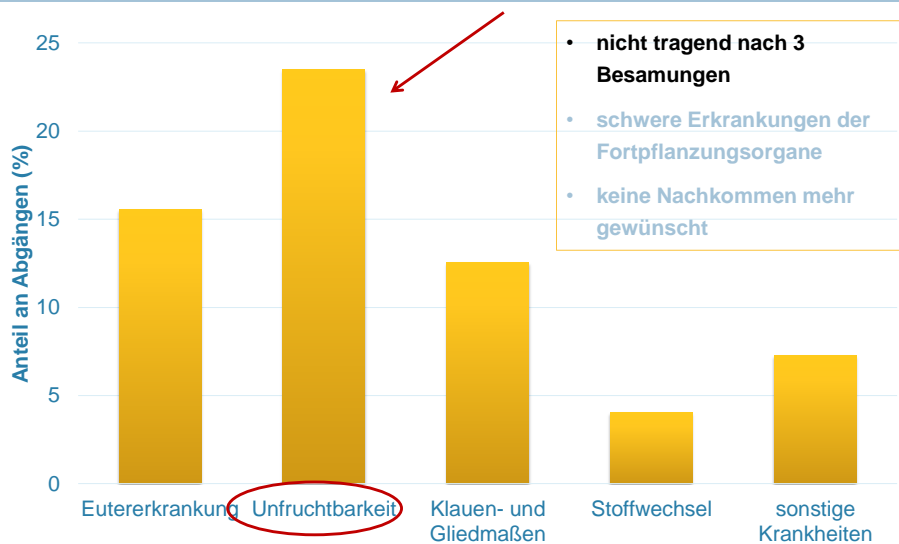 • nicht tragend nach 3
Besamungen
• schwere Erkrankungen der
Fortpflanzungsorgane
• keine Nachkommen mehr
gewünscht
Anteil an Abgängen (%)
25
20
15
10
5
0
Eutererkrankung
Unfruchtbarkeit
Klauen- und
Gliedmaßen
Stoffwechsel
sonstige
Krankheiten